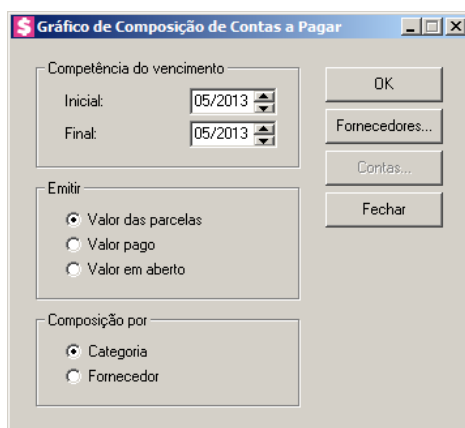 $ Gráfico de Composição de Contas a Pagar
Competência do vencimento
Inicial: 05/2013
Final: 05/2013
OK
Fornecedores...
Contas...
Fechar
Emitir
Valor das parcelas
Valor pago
Valor em aberto
Composição por
Categoria
Fornecedor